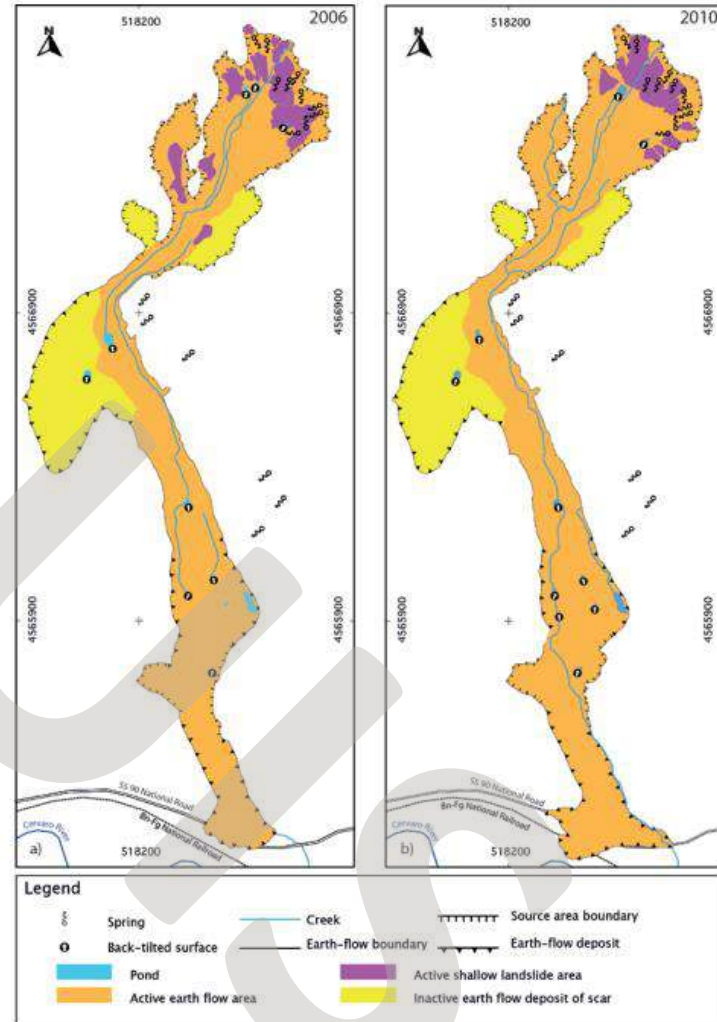 518200
2006
N
4566900
4566900
4565900
4565900
SS 90 National Road
Bn-Fg National Railroad
Cervaro River
a)
518200
518200
2010
N
4566900
4565900
SS 90 National Road
Bn-Fg National Railroad
Cervaro River
b)
518200
Legend
Spring
Creek
Source area boundary
Back-tilted surface
Earth-flow boundary
Earth-flow deposit
Pond
Active shallow landslide area
Active earth flow area
Inactive earth flow deposit of scar